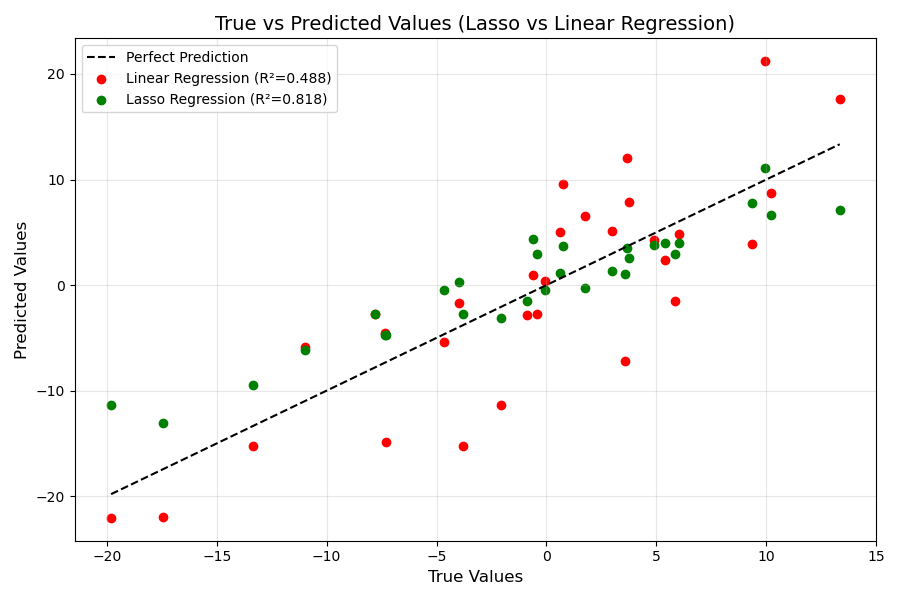 True vs Predicted Values (Lasso vs Linear Regression)
Perfect Prediction
Linear Regression (R²=0.488)
Lasso Regression (R²=0.818)
20
10
0
−10
−20
Predicted Values
−20 −15 −10 −5 0 5 10 15
True Values